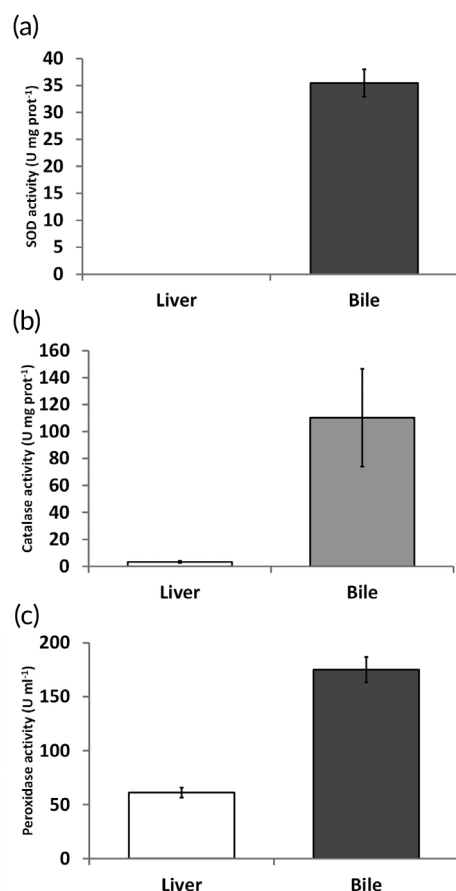 (a)
SOD activity (U mg prot-1)
40
35
30
25
20
15
10
5
0
Liver Bile
(b)
Catalase activity (U mg prot-1)
160
140
120
100
80
60
40
20
0
Liver Bile
(c)
Peroxidase activity (U ml-1)
200
150
100
50
0
Liver Bile